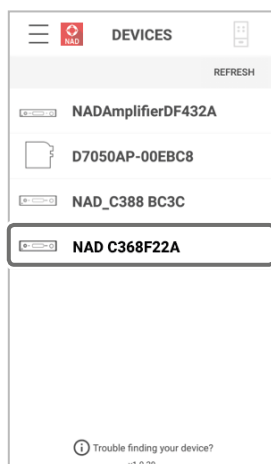 NAD DEVICES
REFRESH
NADAmplifierDF432A
D7050AP-00EBC8
NAD_C388 BC3C
NAD C368F22A
Trouble finding your device?